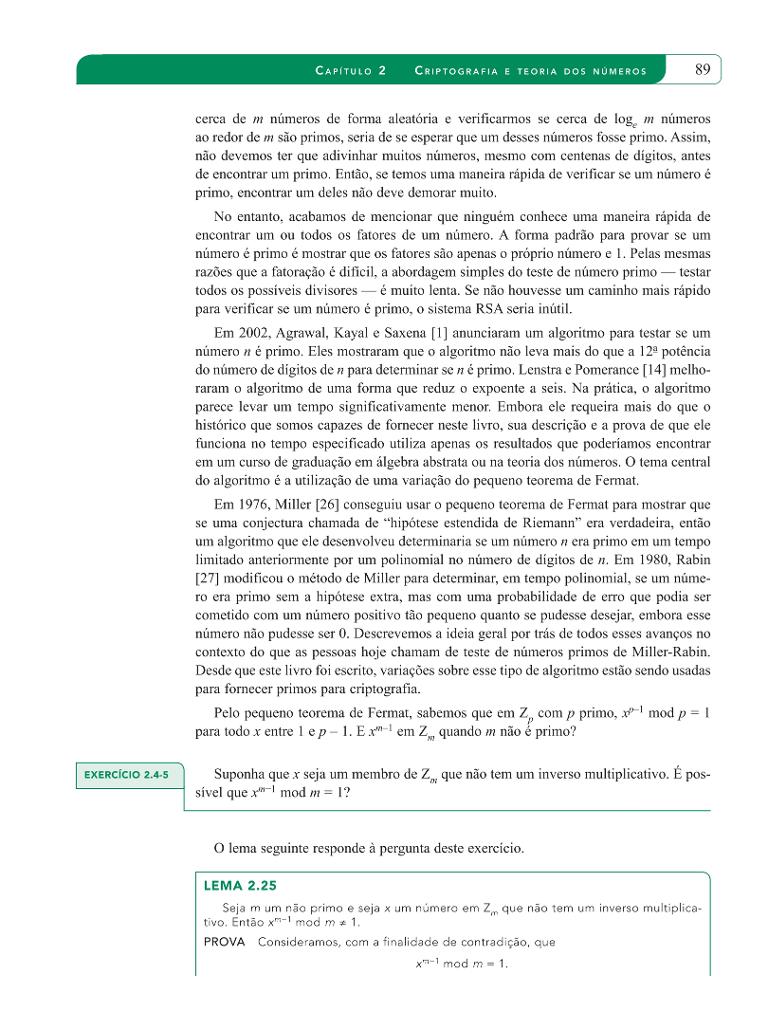 CAPÍTULO 2 CRIPTOGRAFIA E TEORIA DOS NÚMEROS 89
cerca de m números de forma aleatória e verificarmos se cerca de logₑ m números
ao redor de m são primos, seria de se esperar que um desses números fosse primo. Assim,
não devemos ter que adivinhar muitos números, mesmo com centenas de dígitos, antes
de encontrar um primo. Então, se temos uma maneira rápida de verificar se um número é
primo, encontrar um deles não deve demorar muito.
No entanto, acabamos de mencionar que ninguém conhece uma maneira rápida de
encontrar um ou todos os fatores de um número. A forma padrão para provar se um
número é primo é mostrar que os fatores são apenas o próprio número e 1. Pelas mesmas
razões que a fatoração é difícil, a abordagem simples do teste de número primo — testar
todos os possíveis divisores — é muito lenta. Se não houvesse um caminho mais rápido
para verificar se um número é primo, o sistema RSA seria inútil.
Em 2002, Agrawal, Kayal e Saxena [1] anunciaram um algoritmo para testar se um
número n é primo. Eles mostraram que o algoritmo não leva mais do que a 12ª potência
do número de dígitos de n para determinar se n é primo. Lenstra e Pomerance [14] melho-
raram o algoritmo de uma forma que reduz o expoente a seis. Na prática, o algoritmo
parece levar um tempo significativamente menor. Embora ele requeira mais do que o
histórico que somos capazes de fornecer neste livro, sua descrição e a prova de que ele
funciona no tempo especificado utiliza apenas os resultados que poderíamos encontrar
em um curso de graduação em álgebra abstrata ou na teoria dos números. O tema central
do algoritmo é a utilização de uma variação do pequeno teorema de Fermat.
Em 1976, Miller [26] conseguiu usar o pequeno teorema de Fermat para mostrar que
se uma conjectura chamada de “hipótese estendida de Riemann” era verdadeira, então
um algoritmo que ele desenvolveu determinaria se um número n era primo em um tempo
limitado anteriormente por um polinomial no número de dígitos de n. Em 1980, Rabin
[27] modificou o método de Miller para determinar, em tempo polinomial, se um núme-
ro era primo sem a hipótese extra, mas com uma probabilidade de erro que podia ser
cometido com um número positivo tão pequeno quanto se pudesse desejar, embora esse
número não pudesse ser 0. Descrevemos a ideia geral por trás de todos esses avanços no
contexto do que as pessoas hoje chamam de teste de números primos de Miller-Rabin.
Desde que este livro foi escrito, variações sobre esse tipo de algoritmo estão sendo usadas
para fornecer primos para criptografia.
Pelo pequeno teorema de Fermat, sabemos que em Zₚ com p primo, xᵖ⁻¹ mod p = 1
para todo x entre 1 e p – 1. E xᵐ⁻¹ em Zₘ quando m não é primo?
EXERCÍCIO 2.4-5 Suponha que x seja um membro de Zₘ que não tem um inverso multiplicativo. É pos-
sível que xᵐ⁻¹ mod m = 1?
O lema seguinte responde à pergunta deste exercício.
LEMA 2.25
Seja m um não primo e seja x um número em Zₘ que não tem um inverso multiplica-
tivo. Então xᵐ⁻¹ mod m ≠ 1.
PROVA Consideramos, com a finalidade de contradição, que
xᵐ⁻¹ mod m = 1.